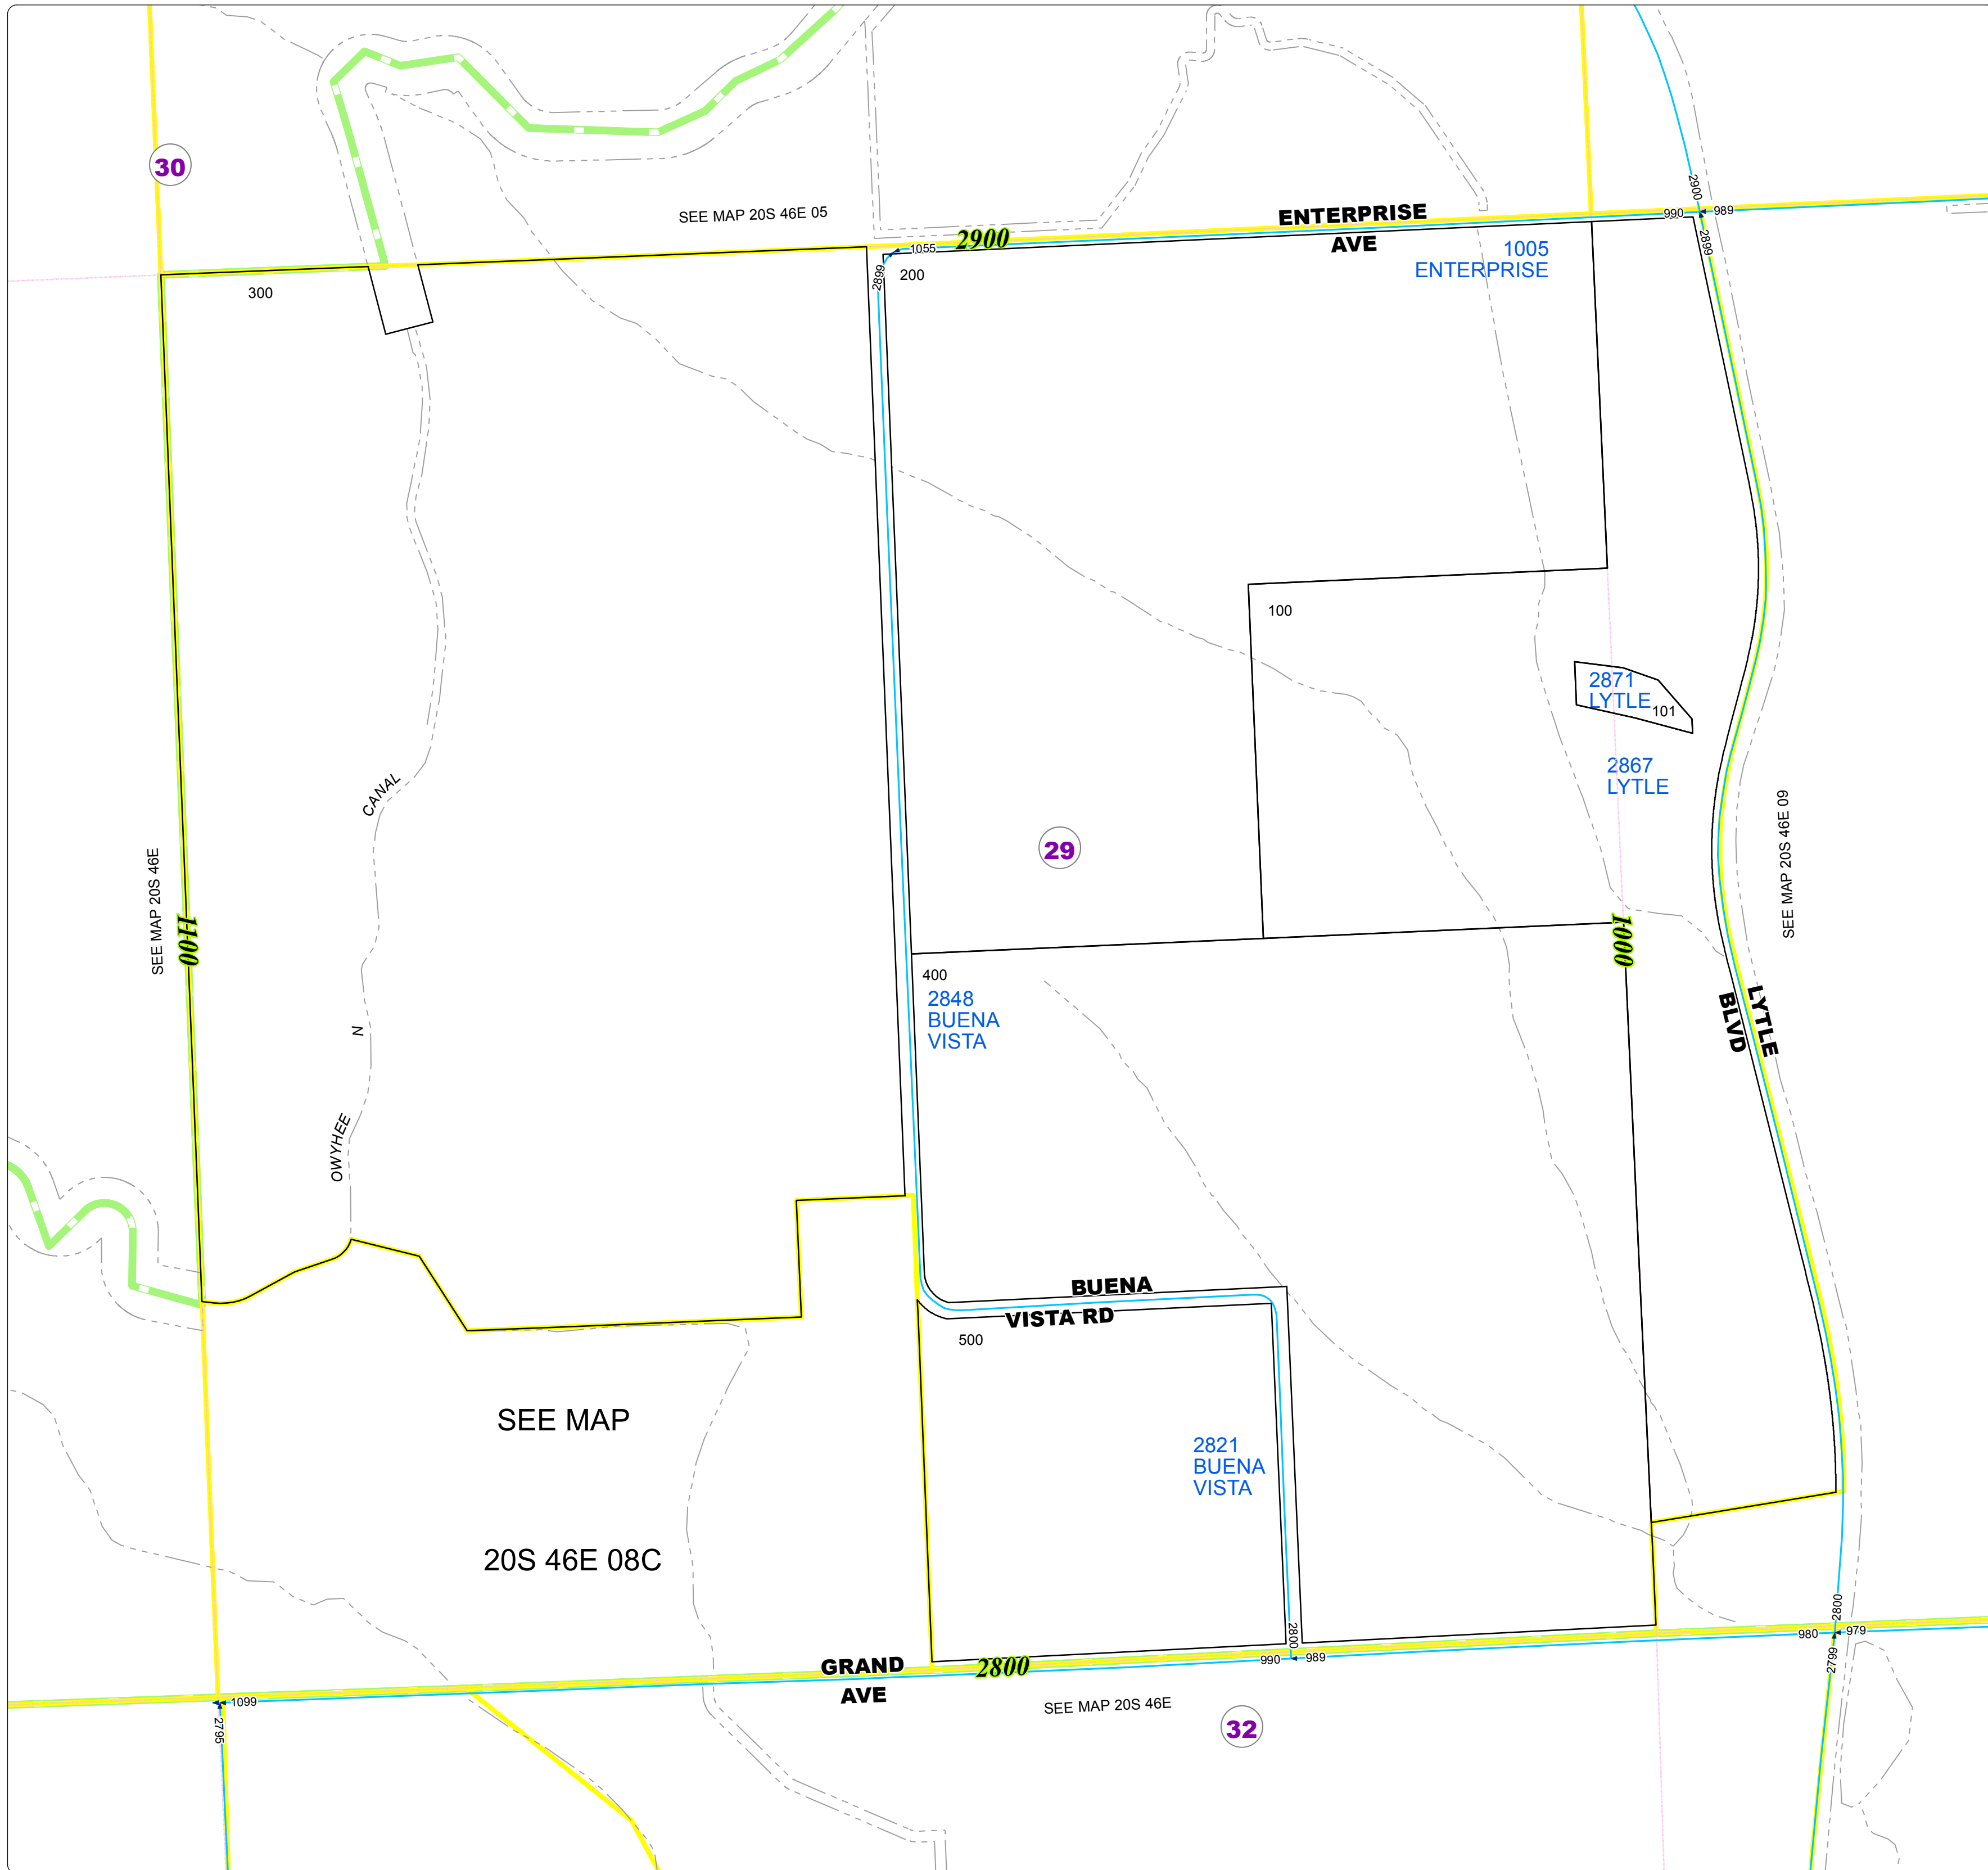 30
SEE MAP 20S 46E 05
2900
ENTERPRISE
AVE
2900
990
989
2899
1055
2899
200
300
1005
ENTERPRISE
100
2871
LYTLE
101
2867
LYTLE
CANAL
N
OWYHEE
SEE MAP 20S 46E
1100
29
SEE MAP 20S 46E 09
1000
LYTLE
BLVD
400
2848
BUENA
VISTA
BUENA
VISTA RD
500
2821
BUENA
VISTA
SEE MAP
20S 46E 08C
2800
990
989
2800
980
979
2799
GRAND
AVE
2800
1099
2795
SEE MAP 20S 46E
32